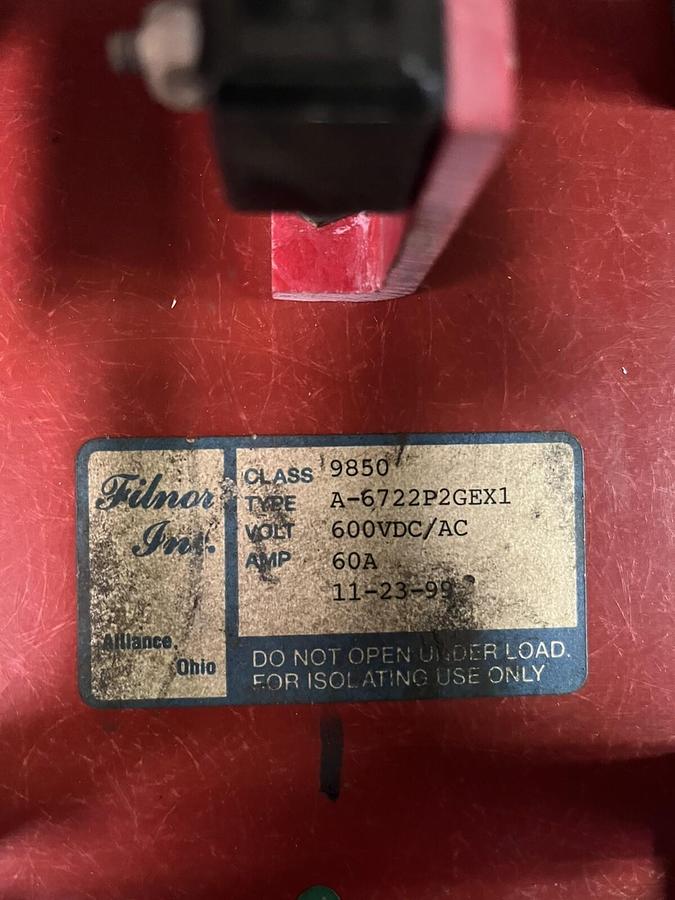 Filnor
Inc.
Alliance,
Ohio
CLASS 9850
TYPE A-6722P2GEX1
VOLT 600VDC/AC
AMP 60A
11-23-99
DO NOT OPEN UNDER LOAD.
FOR ISOLATING USE ONLY